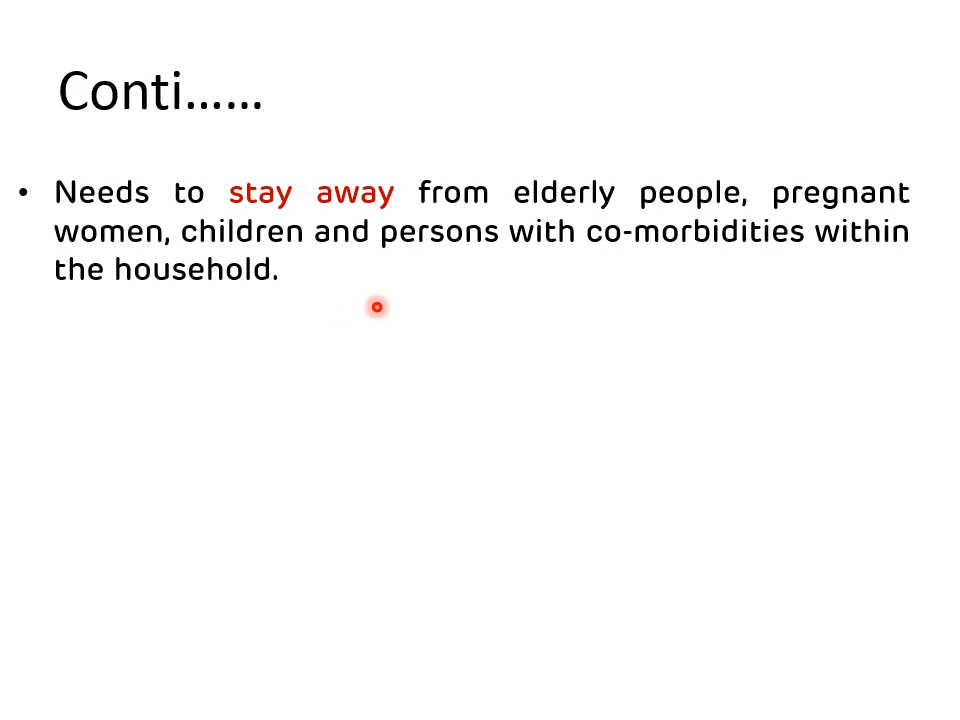 Conti……
• Needs to stay away from elderly people, pregnant
women, children and persons with co-morbidities within
the household.